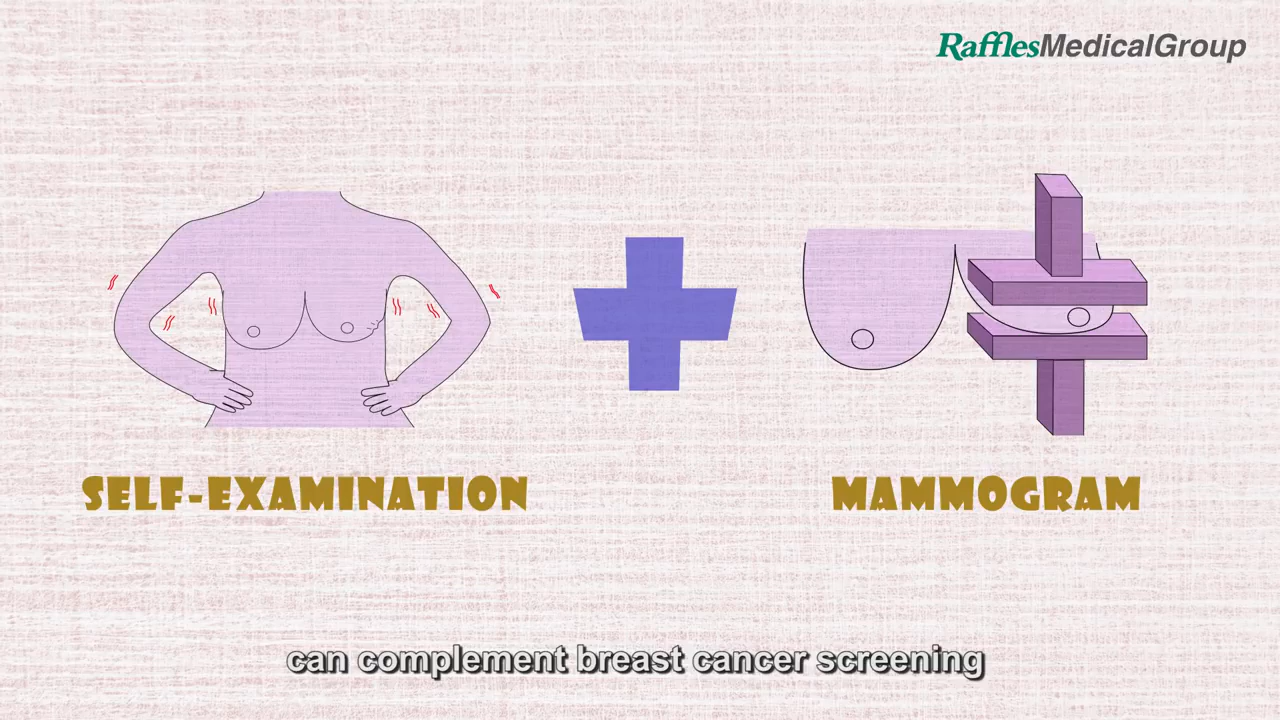 RafflesMedicalGroup
SELF-EXAMINATION
MAMMOGRAM
can complement breast cancer screening